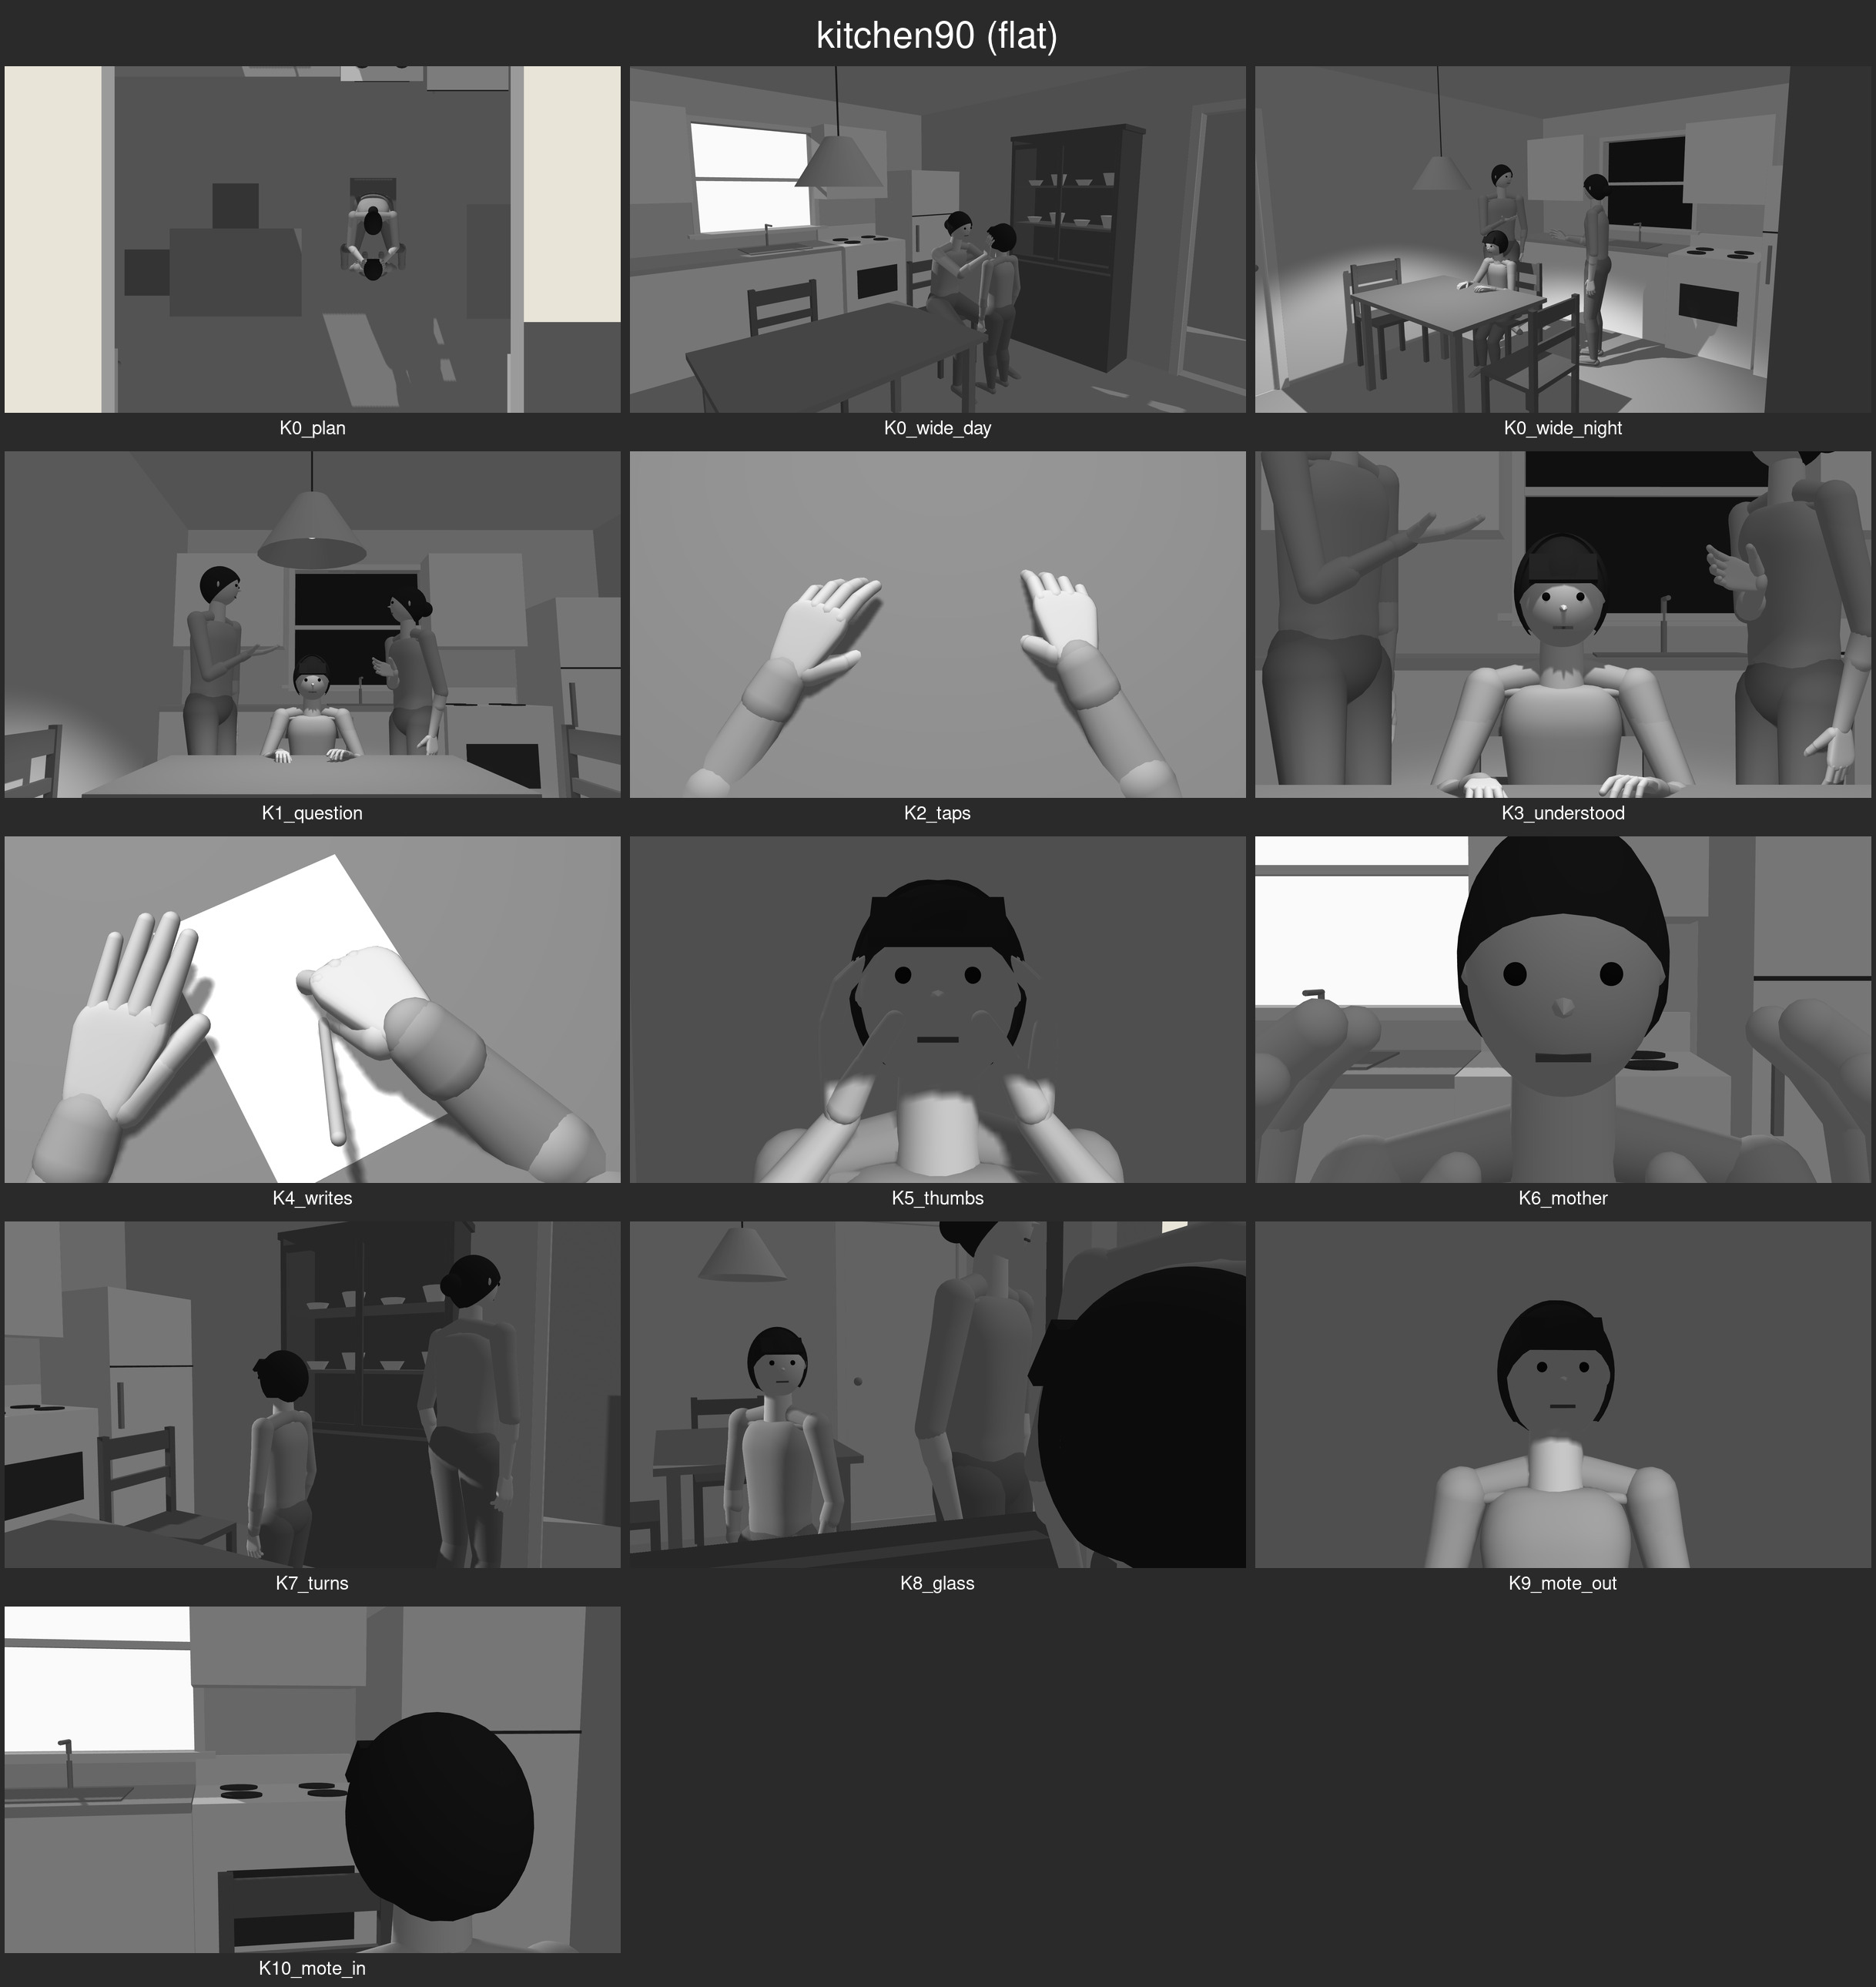 kitchen90 (flat)
K0_plan
K0_wide_day
K0_wide_night
K1_question
K2_taps
K3_understood
K4_writes
K5_thumbs
K6_mother
K7_turns
K8_glass
K9_mote_out
K10_mote_in